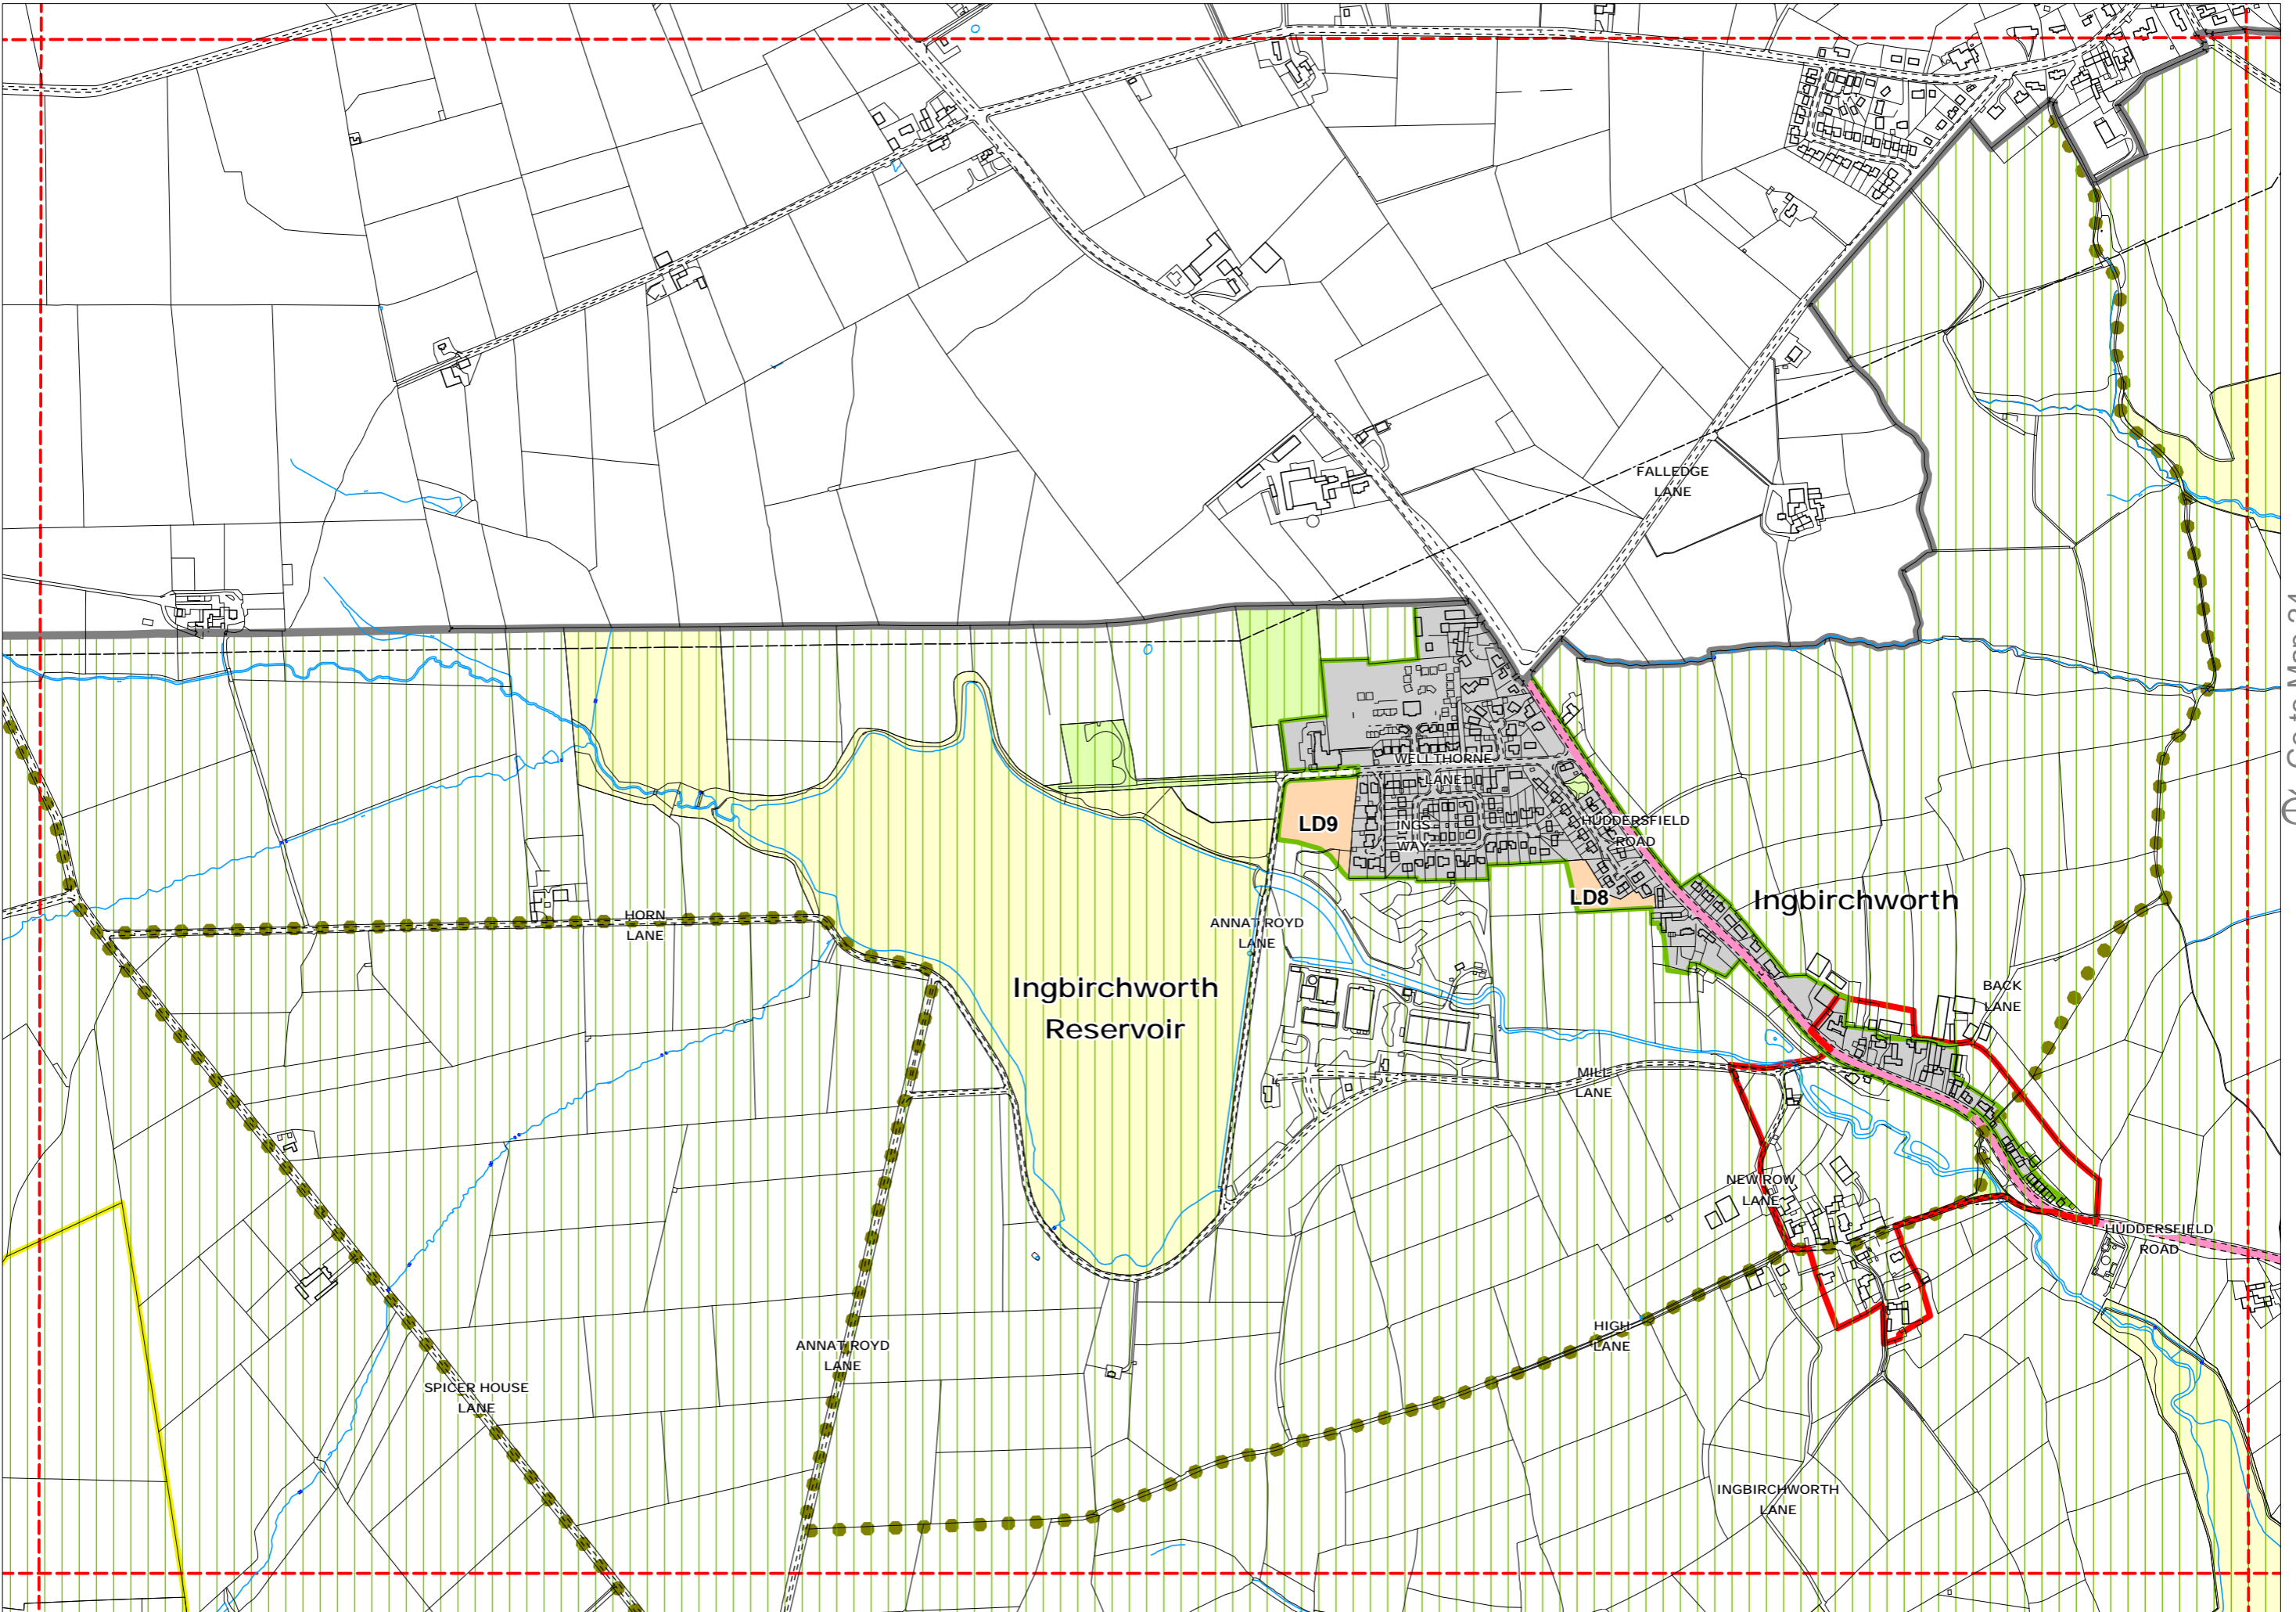 FALLEDGE
LANE
WELLTHORNE
LANE
LD9
INGS
WAY
HUDDERSFIELD
ROAD
LD8
Ingbirchworth
HORN
LANE
ANNAT ROYD
LANE
Ingbirchworth
Reservoir
BACK
LANE
MILL
LANE
NEW ROW
LANE
HUDDERSFIELD
ROAD
HIGH
LANE
ANNAT ROYD
LANE
SPICER HOUSE
LANE
INGBIRCHWORTH
LANE